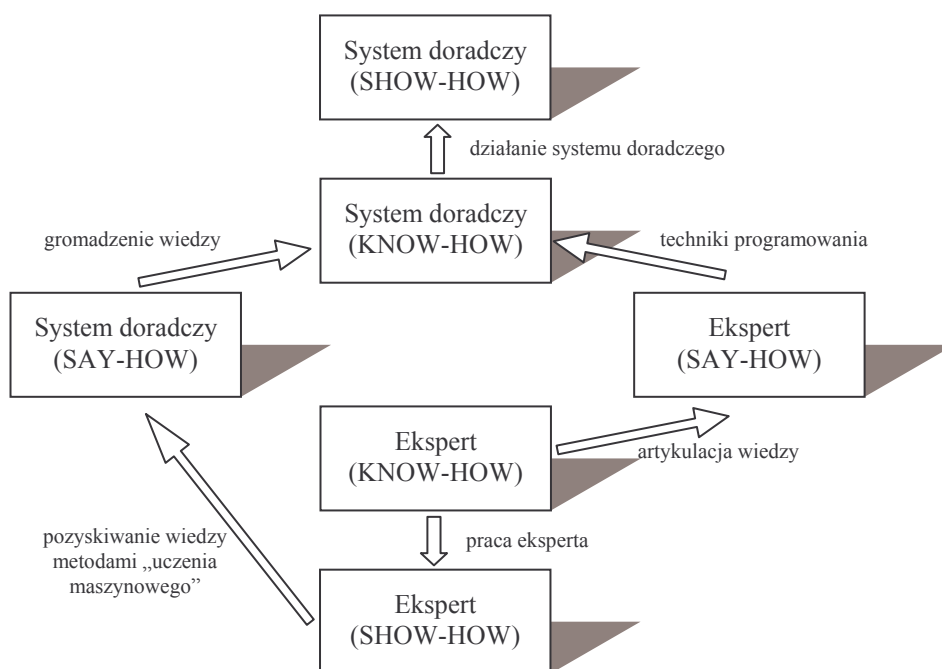 System doradczy
(SHOW-HOW)
działanie systemu doradczego
System doradczy
(KNOW-HOW)
gromadzenie wiedzy
techniki programowania
System doradczy
(SAY-HOW)
Ekspert
(SAY-HOW)
Ekspert
(KNOW-HOW)
artykulacja wiedzy
pozyskiwanie wiedzy
metodami „uczenia
maszynowego”
praca eksperta
Ekspert
(SHOW-HOW)